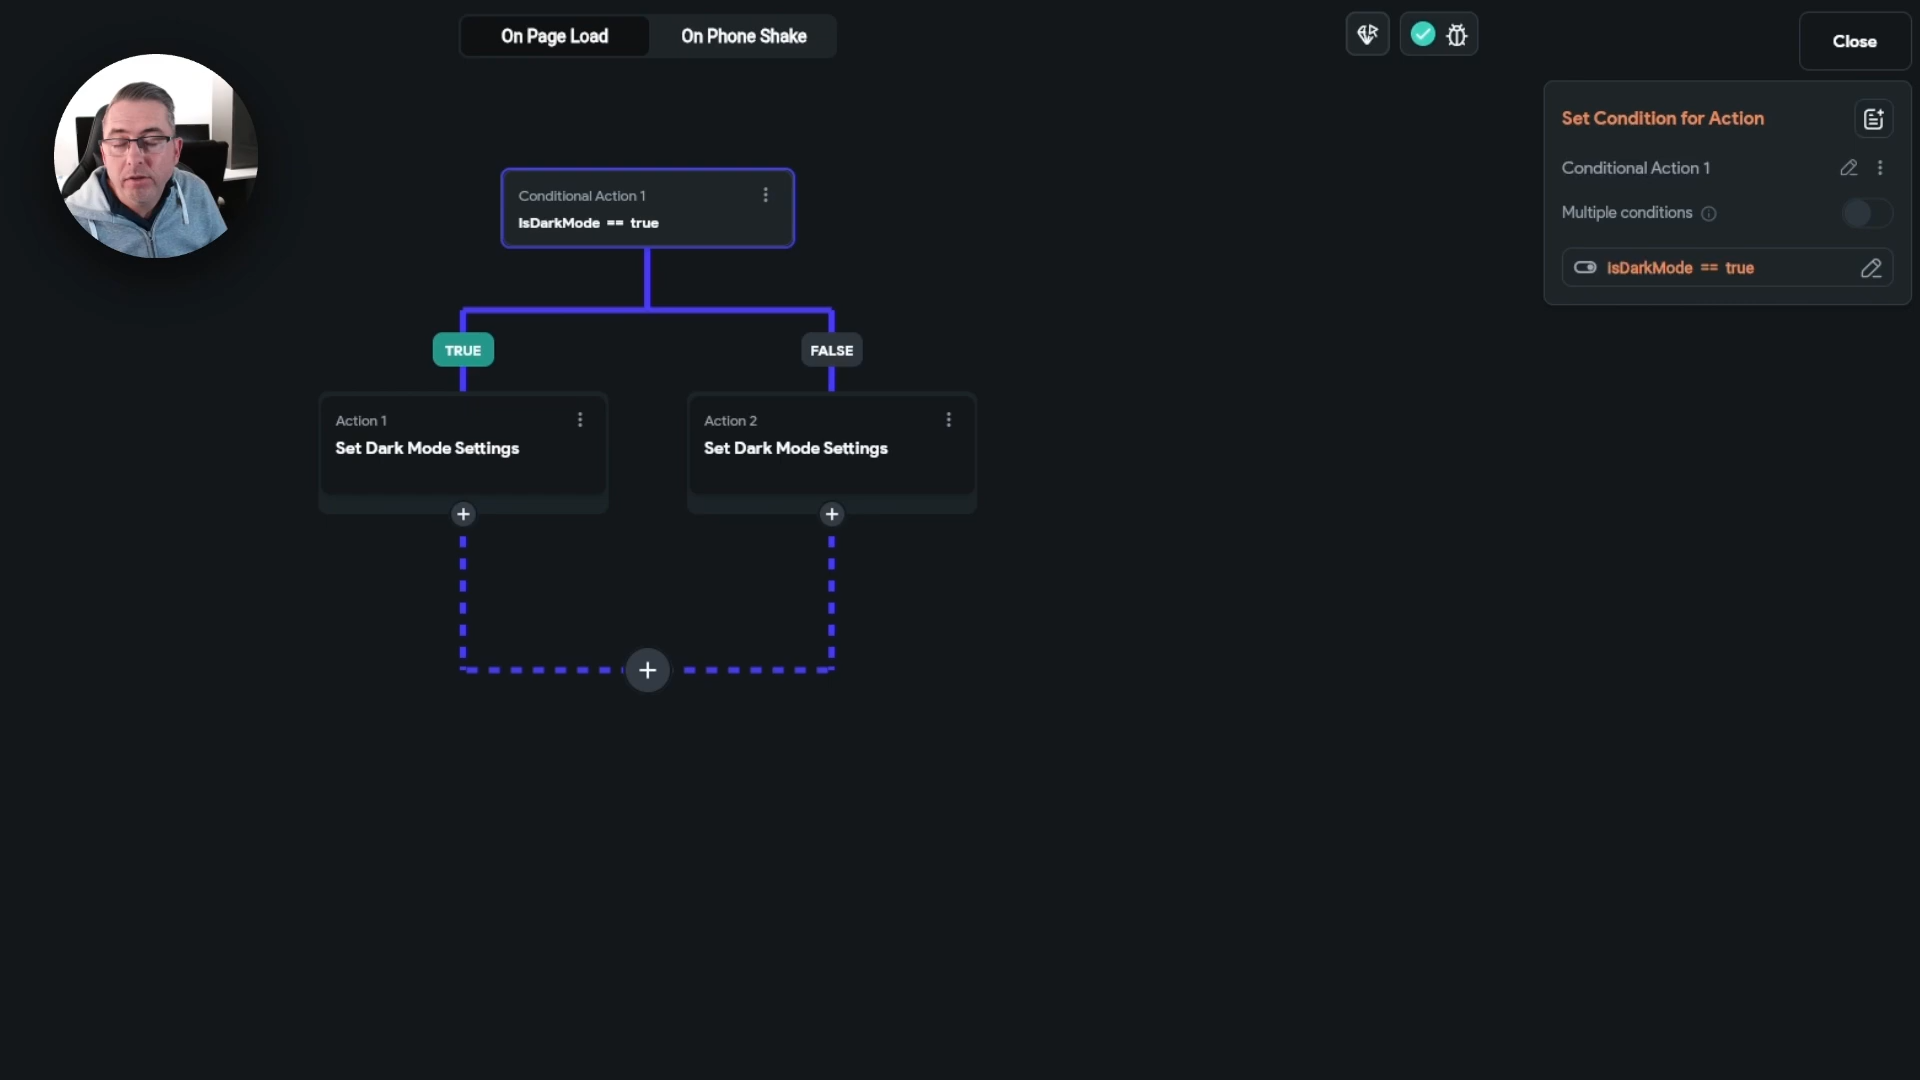 On Page Load
On Phone Shake
Close
Set Condition for Action
Conditional Action 1
Multiple conditions
IsDarkMode == true
Conditional Action 1
IsDarkMode == true
TRUE
FALSE
Action 1
Set Dark Mode Settings
Action 2
Set Dark Mode Settings